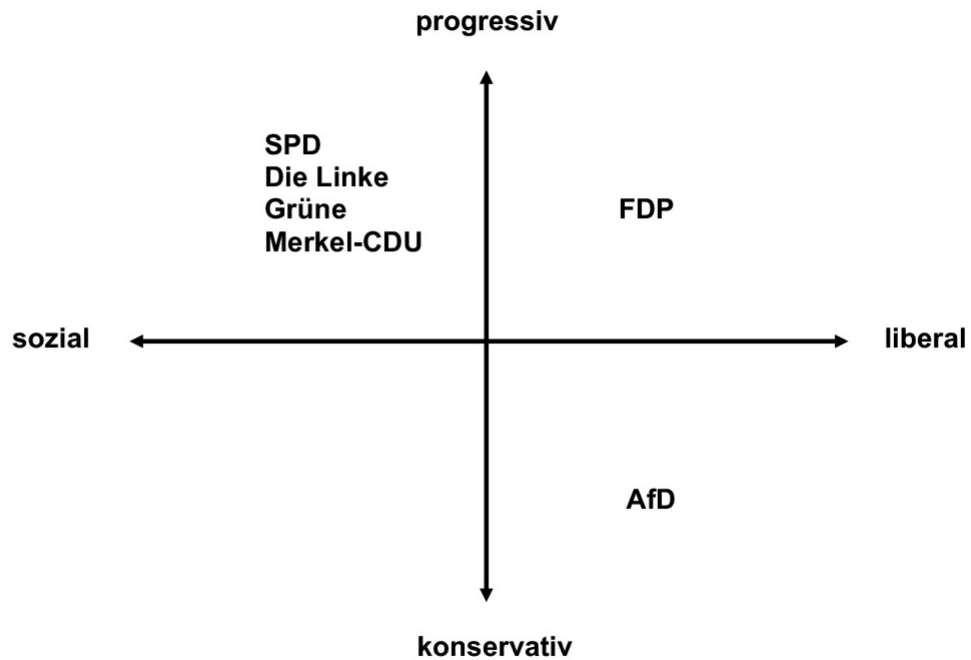 progressiv
SPD
Die Linke
Grüne
Merkel-CDU
FDP
sozial
liberal
AfD
konservativ